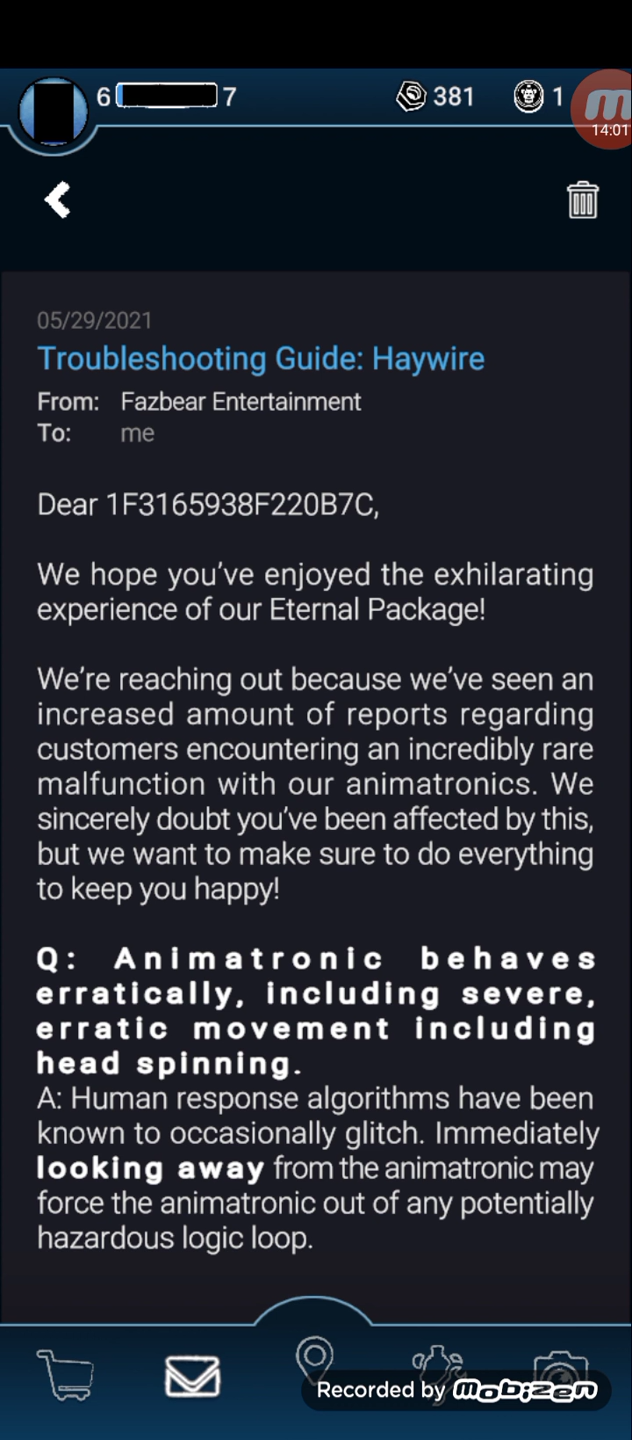 6 7 381 1 m
14:01
05/29/2021
Troubleshooting Guide: Haywire
From: Fazbear Entertainment
To: me
Dear 1F3165938F220B7C,
We hope you've enjoyed the exhilarating
experience of our Eternal Package!
We're reaching out because we've seen an
increased amount of reports regarding
customers encountering an incredibly rare
malfunction with our animatronics. We
sincerely doubt you've been affected by this,
but we want to make sure to do everything
to keep you happy!
Q: Animatronic behaves
erratically, including severe,
erratic movement including
head spinning.
A: Human response algorithms have been
known to occasionally glitch. Immediately
looking away from the animatronic may
force the animatronic out of any potentially
hazardous logic loop.
Recorded by mobizen